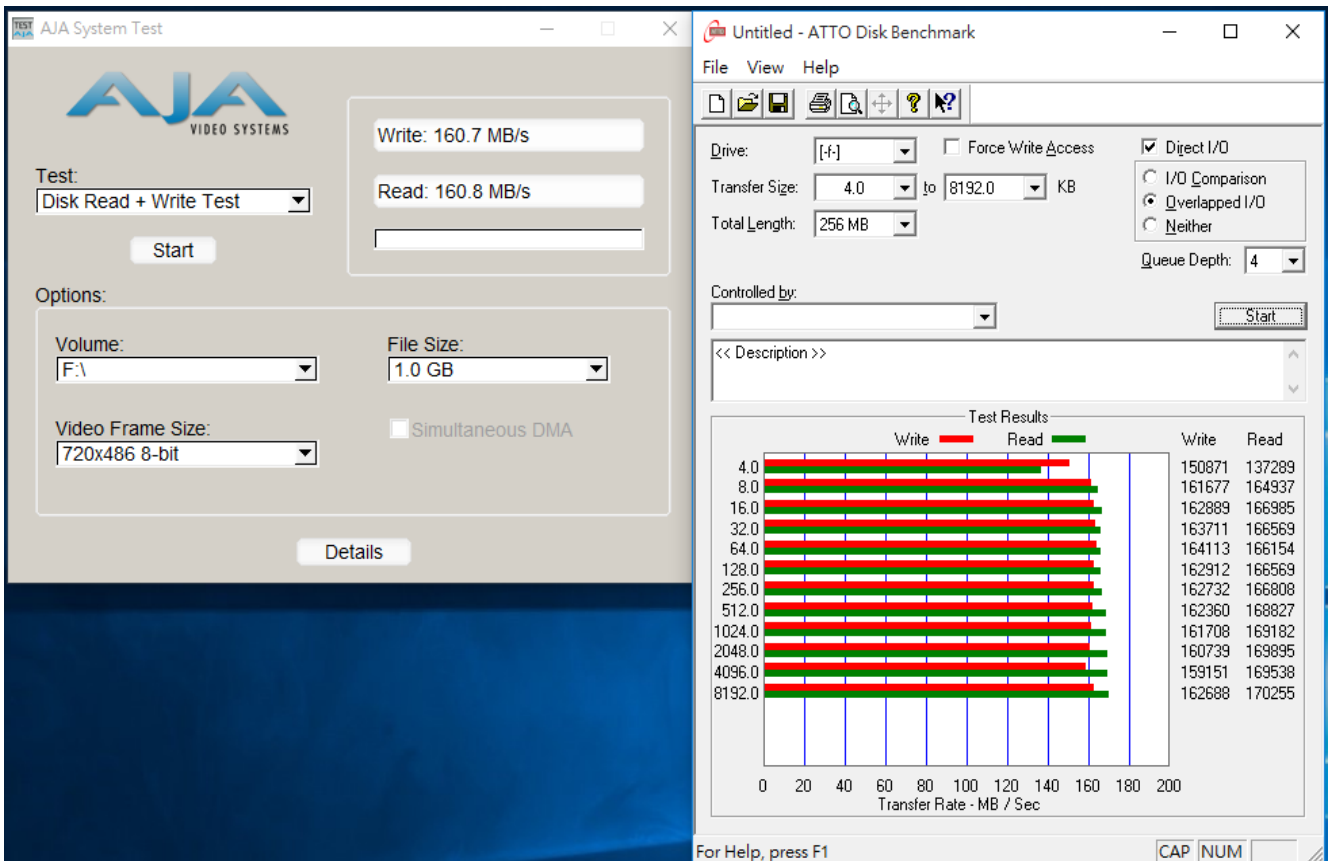 TEST
AJA
AJA System Test
AJA
VIDEO SYSTEMS
Write: 160.7 MB/s
Read: 160.8 MB/s
Test:
Disk Read + Write Test
Start
Options:
Volume:
F:\
File Size:
1.0 GB
Video Frame Size:
720x486 8-bit
Simultaneous DMA
Details
Untitled - ATTO Disk Benchmark
File View Help
Drive: [-f-] Force Write Access Direct I/O
Transfer Size: 4.0 to 8192.0 KB
I/O Comparison
Overlapped I/O
Neither
Total Length: 256 MB
Queue Depth: 4
Controlled by:
Start
<< Description >>
Test Results
Write Read Write Read
4.0 150871 137289
8.0 161677 164937
16.0 162889 166985
32.0 163711 166569
64.0 164113 166154
128.0 162912 166569
256.0 162732 166808
512.0 162360 168827
1024.0 161708 169182
2048.0 160739 169895
4096.0 159151 169538
8192.0 162688 170255
0 20 40 60 80 100 120 140 160 180 200
Transfer Rate - MB / Sec
For Help, press F1
CAP NUM